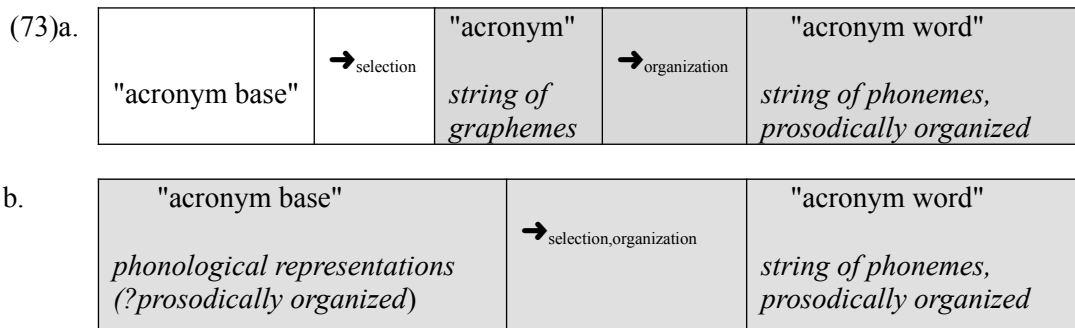 (73)a. "acronym" "acronym word"
➔selection ➔organization
"acronym base" string of string of phonemes,
graphemes prosodically organized
b. "acronym base" "acronym word"
➔selection,organization
phonological representations string of phonemes,
(?prosodically organized) prosodically organized